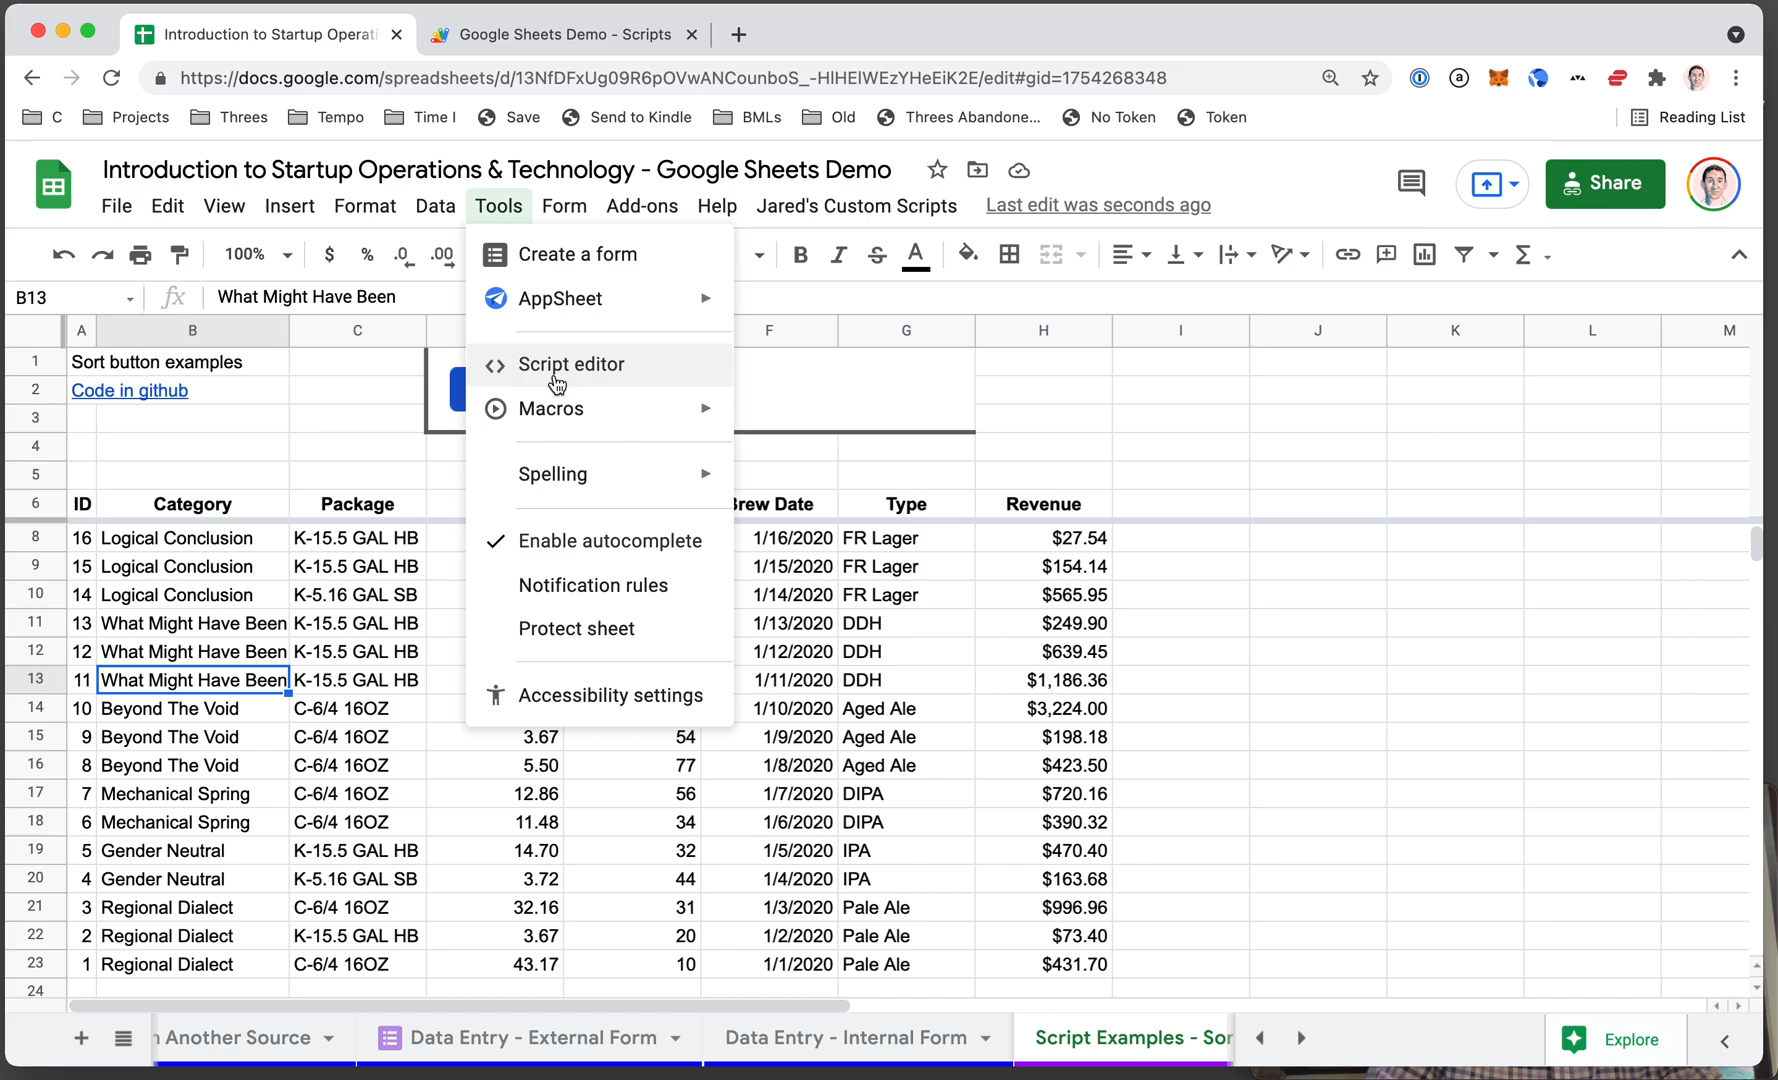 Introduction to Startup Operati
Google Sheets Demo - Scripts
https://docs.google.com/spreadsheets/d/13NfDFxUg09R6pOVwANCounboS_-HIHElWEzYHeEiK2E/edit#gid=1754268348
C Projects Threes Tempo Time I Save Send to Kindle BMLs Old Threes Abandone... No Token Token Reading List
Introduction to Startup Operations & Technology - Google Sheets Demo
Share
File Edit View Insert Format Data Tools Form Add-ons Help Jared's Custom Scripts Last edit was seconds ago
100% $ % .0 .00 B I S A
B13 fx What Might Have Been
Create a form
AppSheet
Script editor
Macros
Spelling
Enable autocomplete
Notification rules
Protect sheet
Accessibility settings
A B C F G H I J K L M
1 Sort button examples
2 Code in github
3
4
5
6 ID Category Package Brew Date Type Revenue
8 16 Logical Conclusion K-15.5 GAL HB 1/16/2020 FR Lager $27.54
9 15 Logical Conclusion K-15.5 GAL HB 1/15/2020 FR Lager $154.14
10 14 Logical Conclusion K-5.16 GAL SB 1/14/2020 FR Lager $565.95
11 13 What Might Have Been K-15.5 GAL HB 1/13/2020 DDH $249.90
12 12 What Might Have Been K-15.5 GAL HB 1/12/2020 DDH $639.45
13 11 What Might Have Been K-15.5 GAL HB 1/11/2020 DDH $1,186.36
14 10 Beyond The Void C-6/4 16OZ 1/10/2020 Aged Ale $3,224.00
15 9 Beyond The Void C-6/4 16OZ 3.67 54 1/9/2020 Aged Ale $198.18
16 8 Beyond The Void C-6/4 16OZ 5.50 77 1/8/2020 Aged Ale $423.50
17 7 Mechanical Spring C-6/4 16OZ 12.86 56 1/7/2020 DIPA $720.16
18 6 Mechanical Spring C-6/4 16OZ 11.48 34 1/6/2020 DIPA $390.32
19 5 Gender Neutral K-15.5 GAL HB 14.70 32 1/5/2020 IPA $470.40
20 4 Gender Neutral K-5.16 GAL SB 3.72 44 1/4/2020 IPA $163.68
21 3 Regional Dialect C-6/4 16OZ 32.16 31 1/3/2020 Pale Ale $996.96
22 2 Regional Dialect K-15.5 GAL HB 3.67 20 1/2/2020 Pale Ale $73.40
23 1 Regional Dialect C-6/4 16OZ 43.17 10 1/1/2020 Pale Ale $431.70
24
Another Source Data Entry - External Form Data Entry - Internal Form Script Examples - Sor Explore